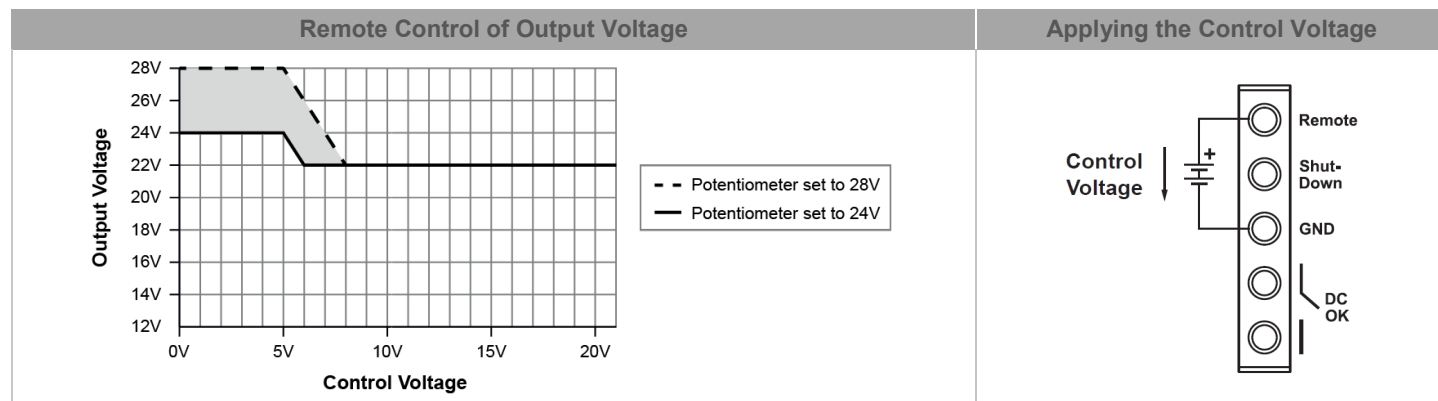 Remote Control of Output Voltage
Applying the Control Voltage
28V
26V
24V
22V
20V
18V
16V
14V
12V
Output Voltage
0V
5V
10V
15V
20V
Control Voltage
Potentiometer set to 28V
Potentiometer set to 24V
Control
Voltage
+
Remote
Shut-
Down
GND
DC
OK